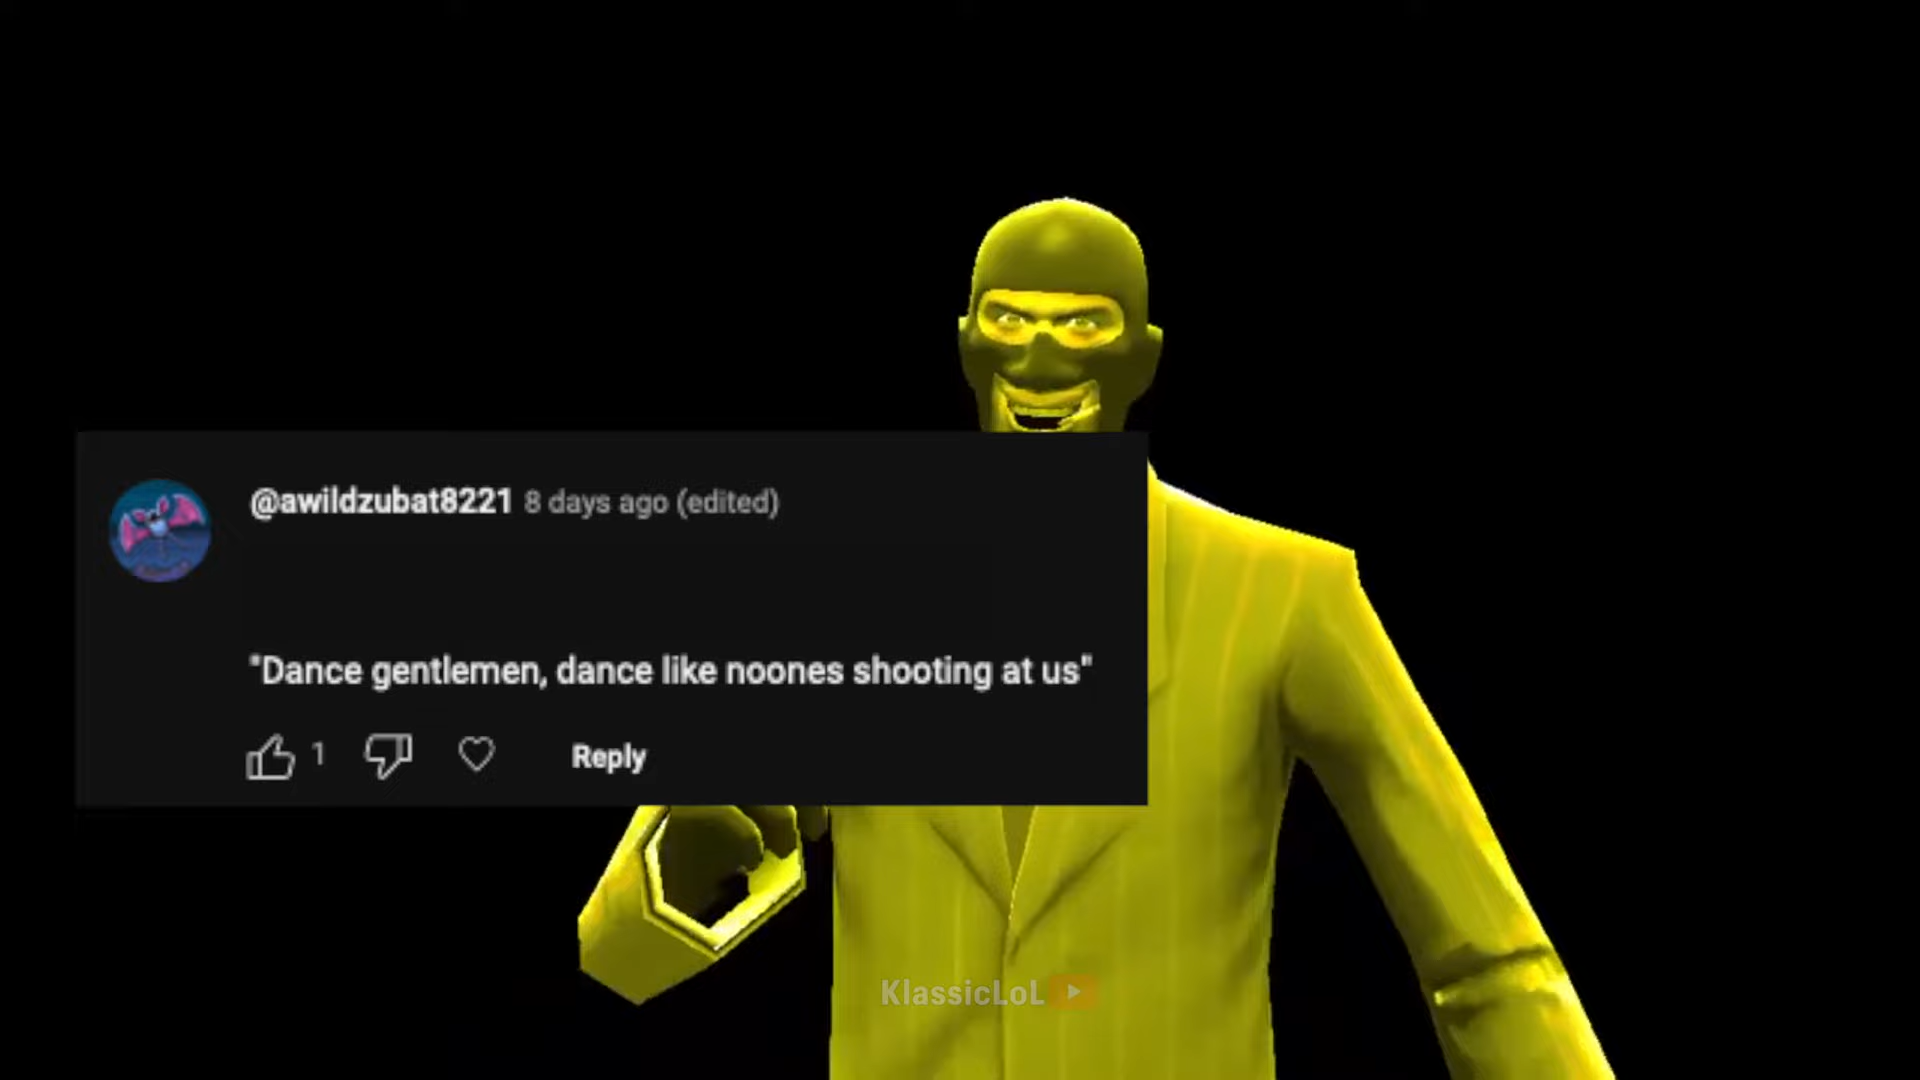 @awildzubat8221 8 days ago (edited)
"Dance gentlemen, dance like noones shooting at us"
1 Reply
KlassicLoL